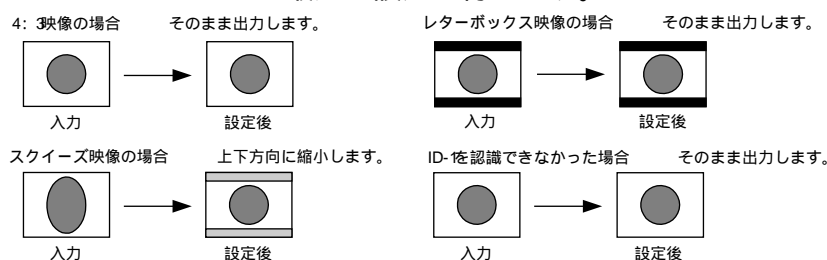 4：3映像の場合 そのまま出力します。
入力 設定後
レターボックス映像の場合 そのまま出力します。
入力 設定後
スクイーズ映像の場合 上下方向に縮小します。
入力 設定後
ID-1を認識できなかった場合 そのまま出力します。
入力 設定後